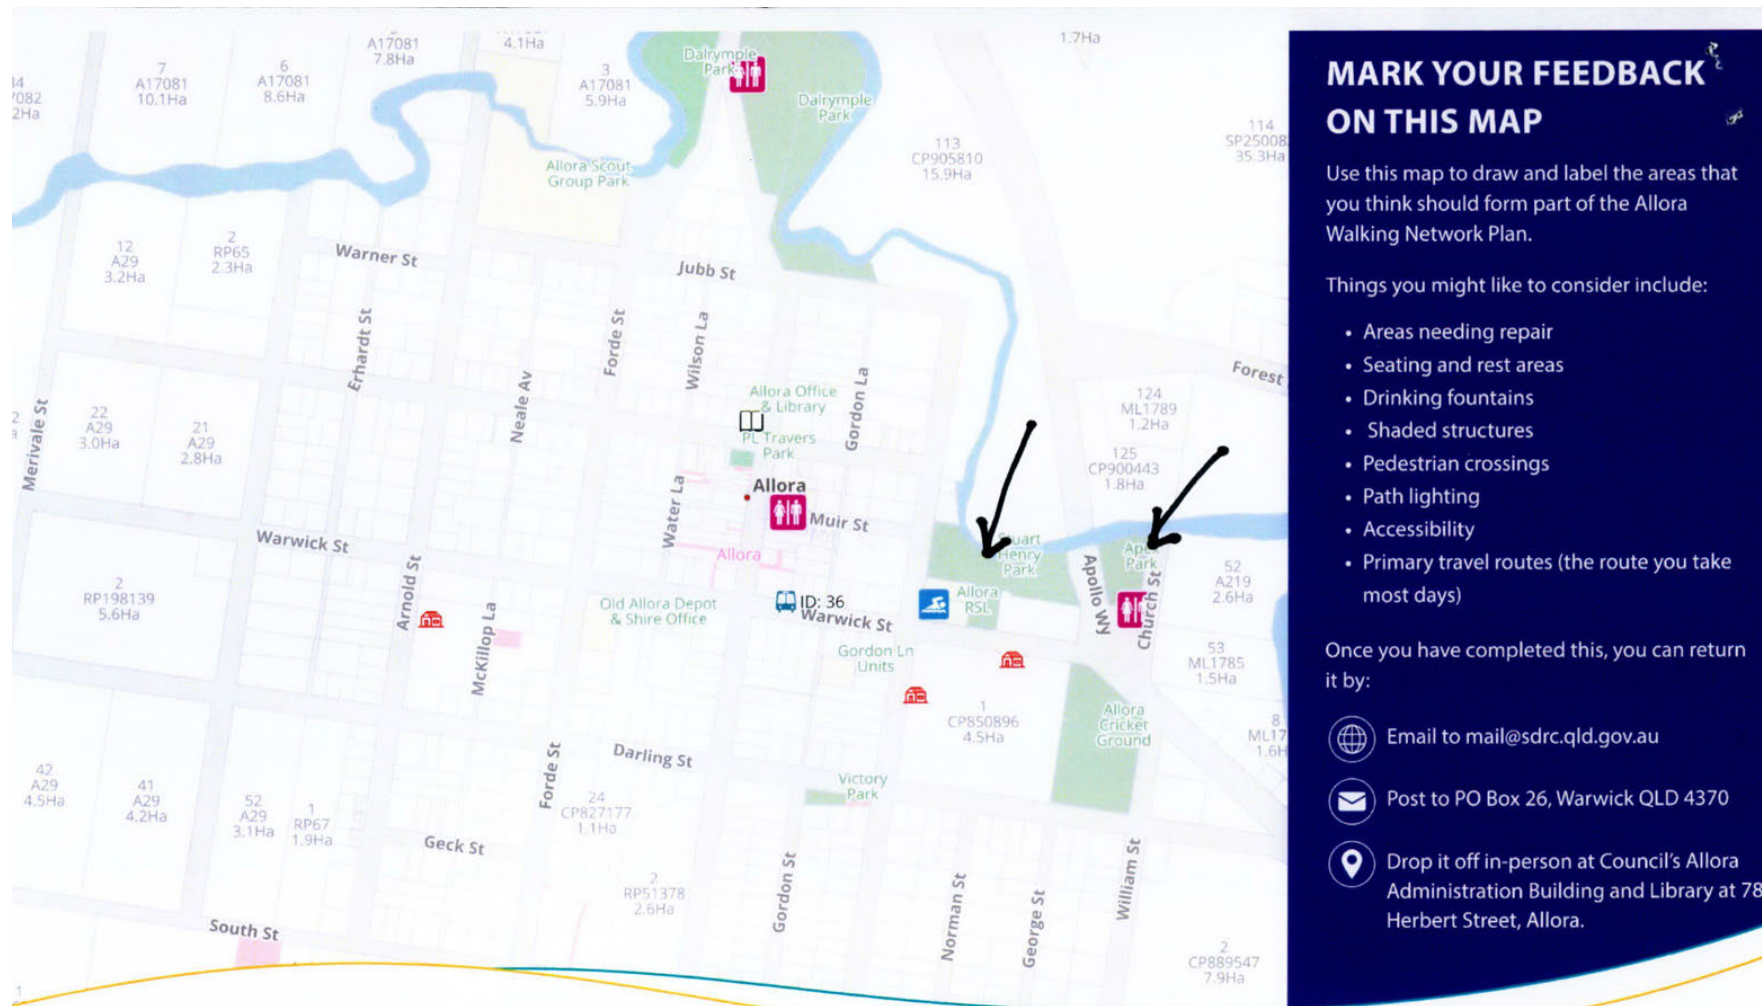 A17081
7.8Ha
4.1Ha
1.7Ha
7
A17081
10.1Ha
6
A17081
8.6Ha
3
A17081
5.9Ha
Dalrymple
Park
Dalrymple
Park
113
CP905810
15.9Ha
114
35.3Ha
Allora Scout
Group Park
12
A29
3.2Ha
2
RP65
2.3Ha
Warner St
Jubb St
Erhardt St
Forde St
Wilson La
Gordon La
Neale Av
Merivale St
Forest
124
ML1789
1.2Ha
125
CP900443
1.8Ha
22
A29
3.0Ha
21
A29
2.8Ha
Allora Office
& Library
PL Travers
Park
Allora
Muir St
Water La
Allora
Warwick St
Arnold St
McKillop La
2
RP198139
5.6Ha
Old Allora Depot
& Shire Office
ID: 36
Warwick St
Henry
Park
Allora
RSL
Apollo Wy
Park
Church St
52
A219
2.6Ha
53
ML1785
1.5Ha
Gordon Ln
Units
1
CP850896
4.5Ha
Allora
Cricket
Ground
8
Darling St
Victory
Park
Forde St
24
CP827177
1.1Ha
42
A29
4.5Ha
41
A29
4.2Ha
52
A29
3.1Ha
1
RP67
1.9Ha
Geck St
2
RP51378
2.6Ha
Gordon St
Norman St
George St
William St
South St
2
CP889547
7.9Ha
1
MARK YOUR FEEDBACK
ON THIS MAP
Use this map to draw and label the areas that
you think should form part of the Allora
Walking Network Plan.
Things you might like to consider include:
• Areas needing repair
• Seating and rest areas
• Drinking fountains
• Shaded structures
• Pedestrian crossings
• Path lighting
• Accessibility
• Primary travel routes (the route you take
most days)
Once you have completed this, you can return
it by:
Email to mail@sdrc.qld.gov.au
Post to PO Box 26, Warwick QLD 4370
Drop it off in-person at Council's Allora
Administration Building and Library at 78
Herbert Street, Allora.